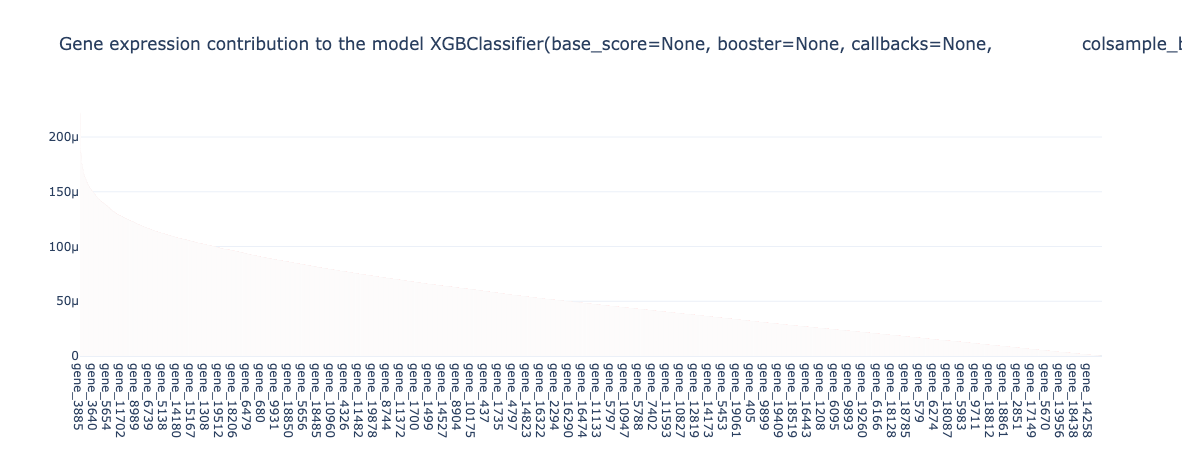 Gene expression contribution to the model XGBClassifier(base_score=None, booster=None, callbacks=None, colsample_b
200µ
150µ
100µ
50µ
0
gene_3885
gene_3640
gene_5654
gene_11702
gene_8989
gene_6739
gene_5138
gene_14180
gene_15167
gene_1308
gene_19512
gene_18206
gene_6479
gene_680
gene_9931
gene_18850
gene_5656
gene_18485
gene_10960
gene_4326
gene_11482
gene_19878
gene_8744
gene_11372
gene_1700
gene_1499
gene_14527
gene_8904
gene_10175
gene_437
gene_1735
gene_4797
gene_14823
gene_16322
gene_2294
gene_16290
gene_16474
gene_11133
gene_5797
gene_10947
gene_5788
gene_7402
gene_11593
gene_10827
gene_12819
gene_14173
gene_5453
gene_19061
gene_405
gene_9899
gene_19409
gene_18519
gene_16443
gene_1208
gene_6095
gene_9893
gene_19260
gene_6166
gene_19128
gene_18785
gene_579
gene_6274
gene_18087
gene_5983
gene_9711
gene_18812
gene_18861
gene_2851
gene_17149
gene_5670
gene_13956
gene_18438
gene_14258